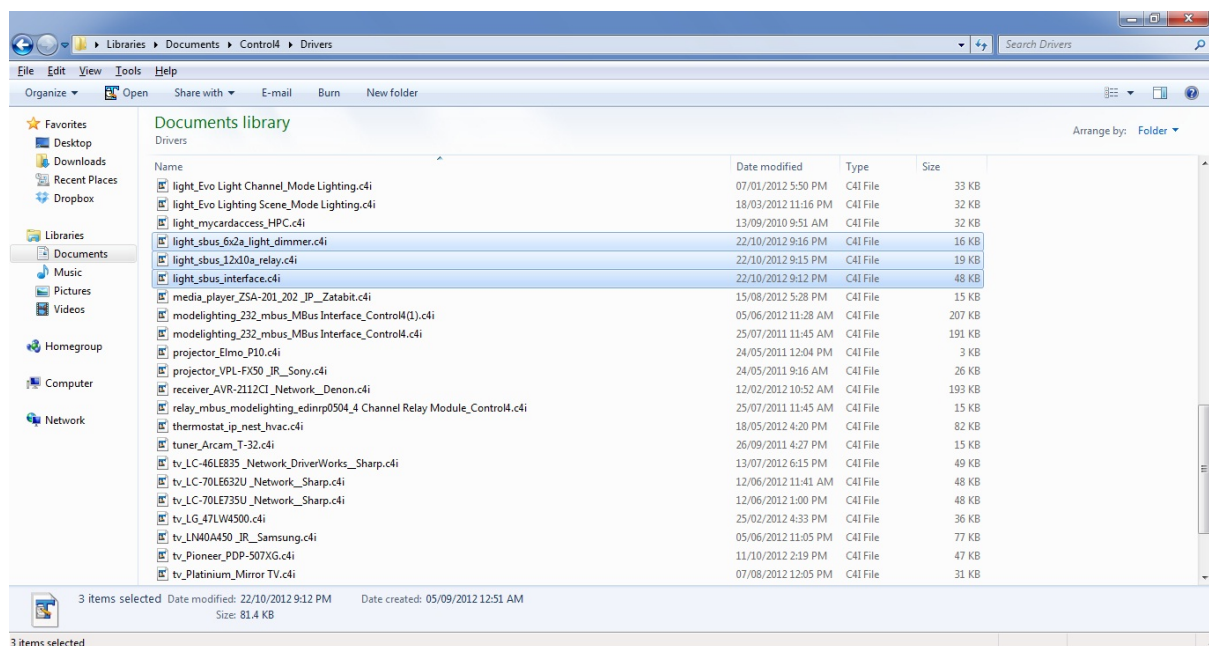 Libraries Documents Control4 Drivers Search Drivers
File Edit View Tools Help
Organize Open Share with E-mail Burn New folder
Favorites
Desktop
Downloads
Recent Places
Dropbox
Libraries
Documents
Music
Pictures
Videos
Homegroup
Computer
Network
Documents library
Drivers
Arrange by: Folder
Name Date modified Type Size
light_Evo Light Channel_Mode Lighting.c4i 07/01/2012 5:50 PM C4I File 33 KB
light_Evo Lighting Scene_Mode Lighting.c4i 18/03/2012 11:16 PM C4I File 32 KB
light_mycardaccess_HPC.c4i 13/09/2010 9:51 AM C4I File 32 KB
light_sbus_6x2a_light_dimmer.c4i 22/10/2012 9:16 PM C4I File 16 KB
light_sbus_12x10a_relay.c4i 22/10/2012 9:15 PM C4I File 19 KB
light_sbus_interface.c4i 22/10/2012 9:12 PM C4I File 48 KB
media_player_ZSA-201_202 _IP__Zatabit.c4i 15/08/2012 5:28 PM C4I File 15 KB
modelighting_232_mbus_MBus Interface_Control4(1).c4i 05/06/2012 11:28 AM C4I File 207 KB
modelighting_232_mbus_MBus Interface_Control4.c4i 25/07/2011 11:45 AM C4I File 191 KB
projector_Elmo_P10.c4i 24/05/2011 12:04 PM C4I File 3 KB
projector_VPL-FX50 _IR__Sony.c4i 24/05/2011 9:16 AM C4I File 26 KB
receiver_AVR-2112CI _Network__Denon.c4i 12/02/2012 10:52 AM C4I File 193 KB
relay_mbus_modelighting_edinrp0504_4 Channel Relay Module_Control4.c4i 25/07/2011 11:45 AM C4I File 15 KB
thermostat_ip_nest_hvac.c4i 18/05/2012 4:20 PM C4I File 82 KB
tuner_Arcam_T-32.c4i 26/09/2011 4:27 PM C4I File 15 KB
tv_LC-46LE835 _Network_DriverWorks__Sharp.c4i 13/07/2012 6:15 PM C4I File 49 KB
tv_LC-70LE632U _Network__Sharp.c4i 12/06/2012 11:41 AM C4I File 48 KB
tv_LC-70LE735U _Network__Sharp.c4i 12/06/2012 1:00 PM C4I File 48 KB
tv_LG_47LW4500.c4i 25/02/2012 4:33 PM C4I File 36 KB
tv_LN40A450 _IR__Samsung.c4i 05/06/2012 11:05 PM C4I File 77 KB
tv_Pioneer_PDP-507XG.c4i 11/10/2012 2:19 PM C4I File 47 KB
tv_Platinium_Mirror TV.c4i 07/08/2012 12:05 PM C4I File 31 KB
3 items selected Date modified: 22/10/2012 9:12 PM Date created: 05/09/2012 12:51 AM
Size: 81.4 KB
3 items selected